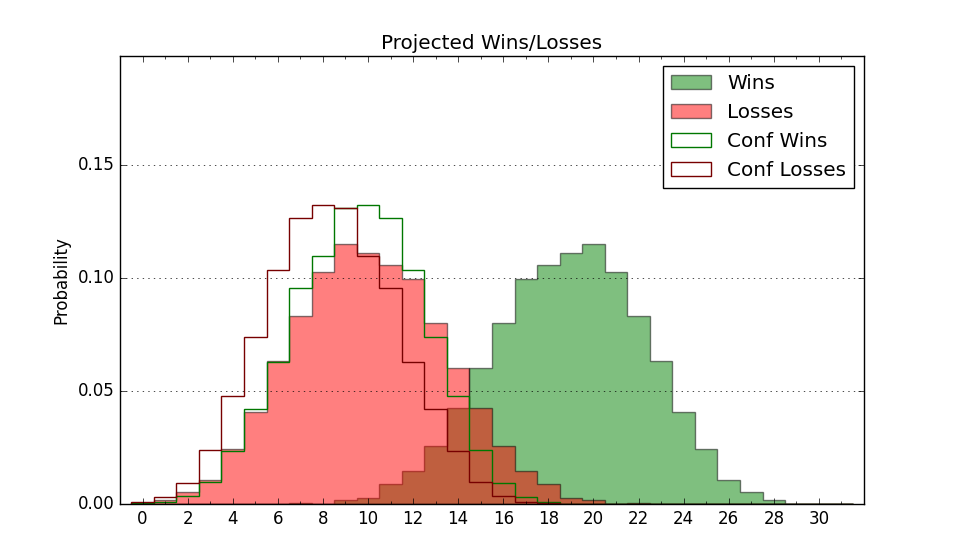 Projected Wins/Losses
Wins
Losses
Conf Wins
Conf Losses
Probability
0.15
0.10
0.05
0.00
0 2 4 6 8 10 12 14 16 18 20 22 24 26 28 30